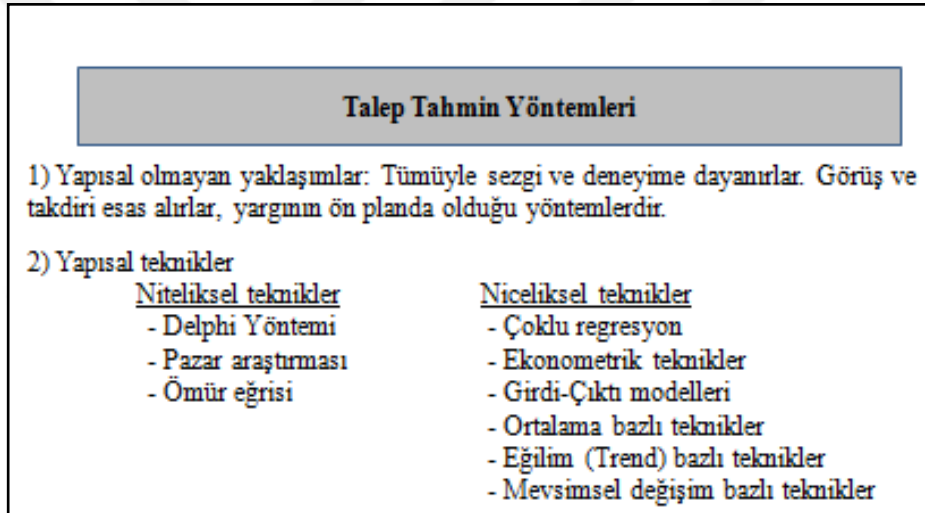 Talep Tahmin Yöntemleri
1) Yapısal olmayan yaklaşımlar: Tümüyle sezgi ve deneyime dayanırlar. Görüş ve
takdiri esas alırlar, yargının ön planda olduğu yöntemlerdir.
2) Yapısal teknikler
Niteliksel teknikler Niceliksel teknikler
- Delphi Yöntemi - Çoklu regresyon
- Pazar araştırması - Ekonometrik teknikler
- Ömür eğrisi - Girdi-Çıktı modelleri
- Ortalama bazlı teknikler
- Eğilim (Trend) bazlı teknikler
- Mevsimsel değişim bazlı teknikler